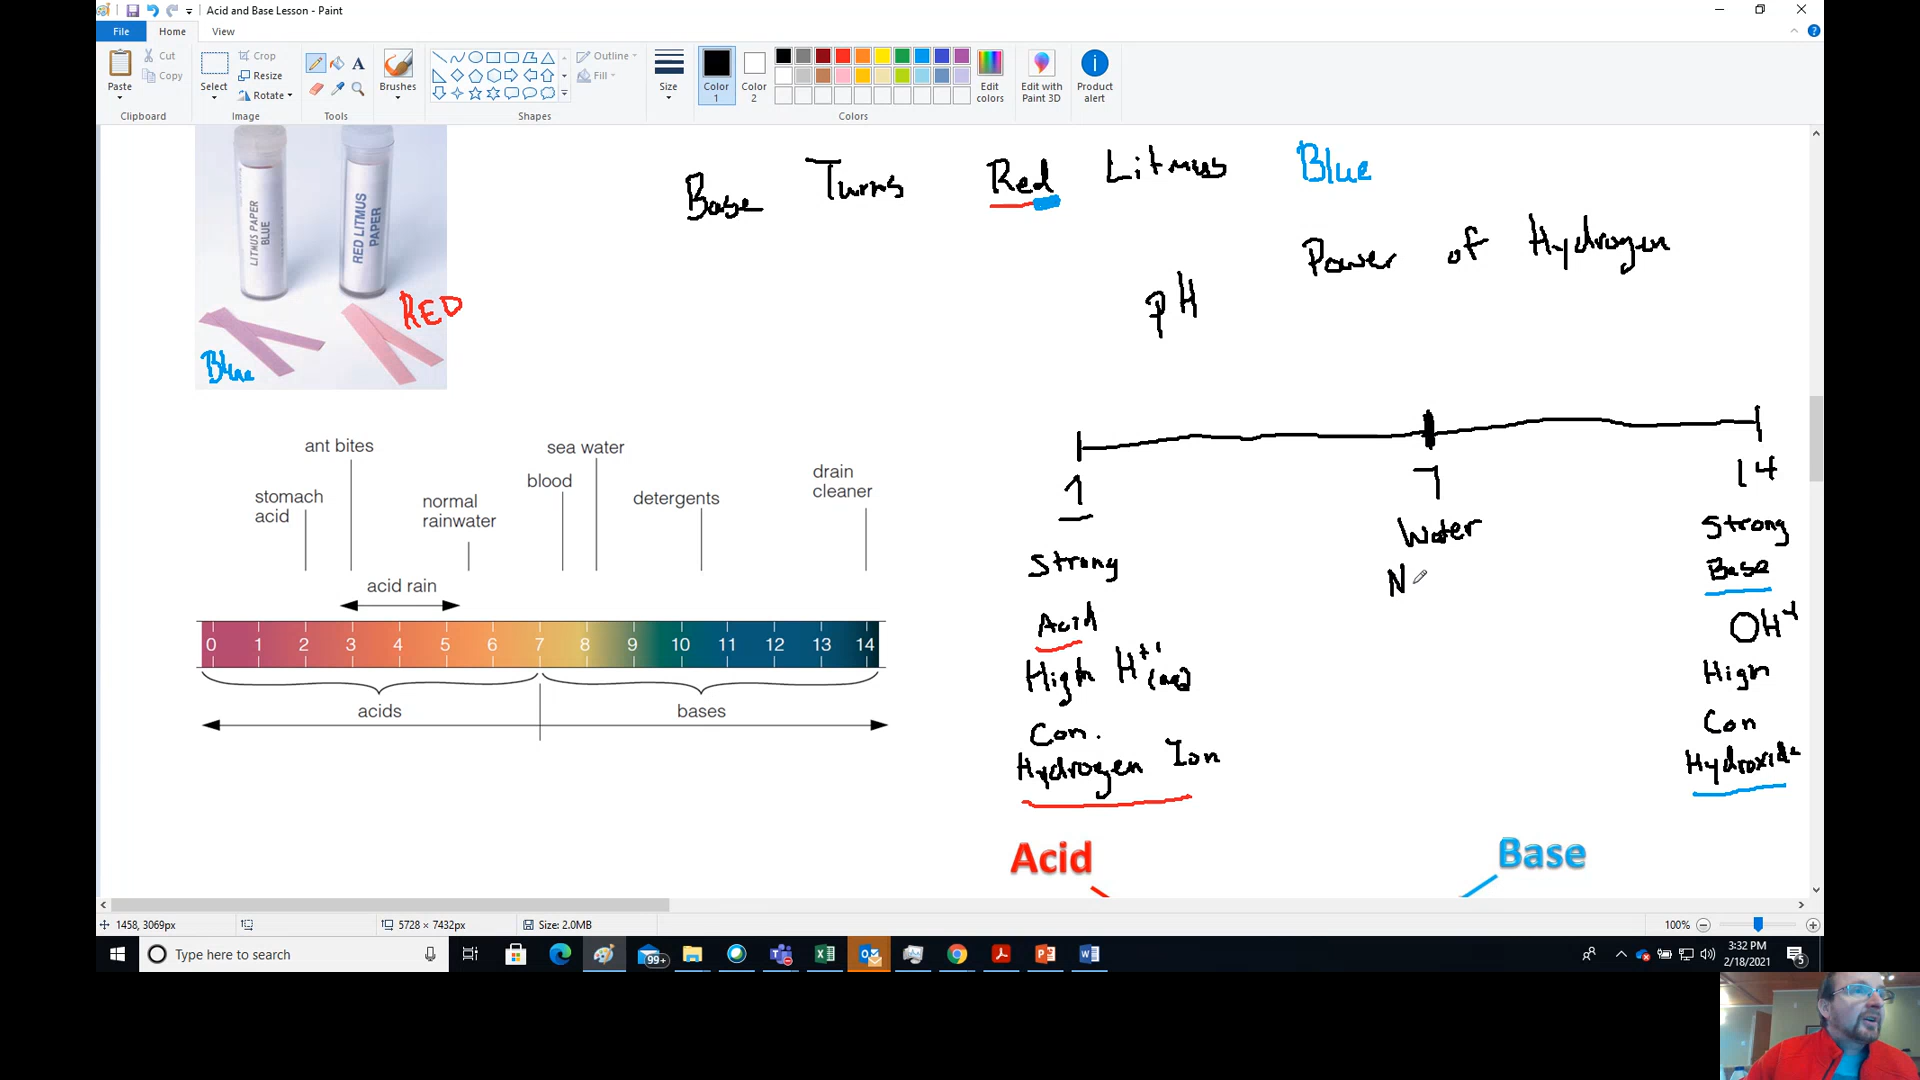 Acid and Base Lesson - Paint
File Home View
Cut
Copy
Paste
Clipboard
Crop
Resize
Rotate
Select
Image
Tools
Brushes
Outline
Fill
Shapes
Size
Color 1
Color 2
Edit colors
Colors
Edit with Paint 3D
Product alert
LITMUS PAPER BLUE
RED LITMUS PAPER
RED
Blue
Base Turns Red Litmus Blue
Power of Hydrogen
pH
ant bites
stomach acid
normal rainwater
acid rain
blood
sea water
detergents
drain cleaner
0 1 2 3 4 5 6 7 8 9 10 11 12 13 14
acids bases
1 7 14
Strong
Acid
High H+1(aq)
Con.
Hydrogen Ion
Water
N
Strong
Base
OH
High
Con
Hydroxide
Acid
Base
1458, 3069px
5728 × 7432px
Size: 2.0MB
100%
Type here to search
99+
3:32 PM
2/18/2021
5